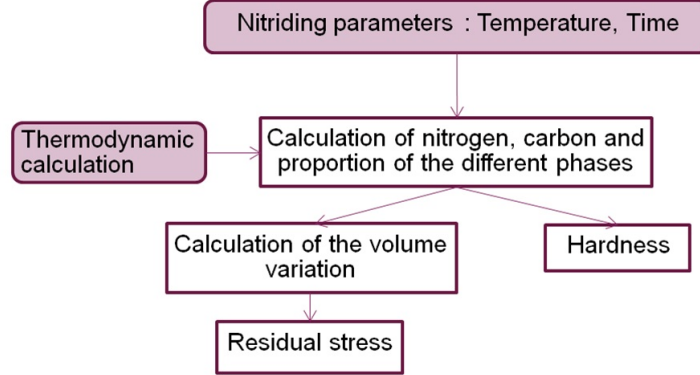 Nitriding parameters : Temperature, Time
Thermodynamic
calculation
Calculation of nitrogen, carbon and
proportion of the different phases
Calculation of the volume
variation
Hardness
Residual stress